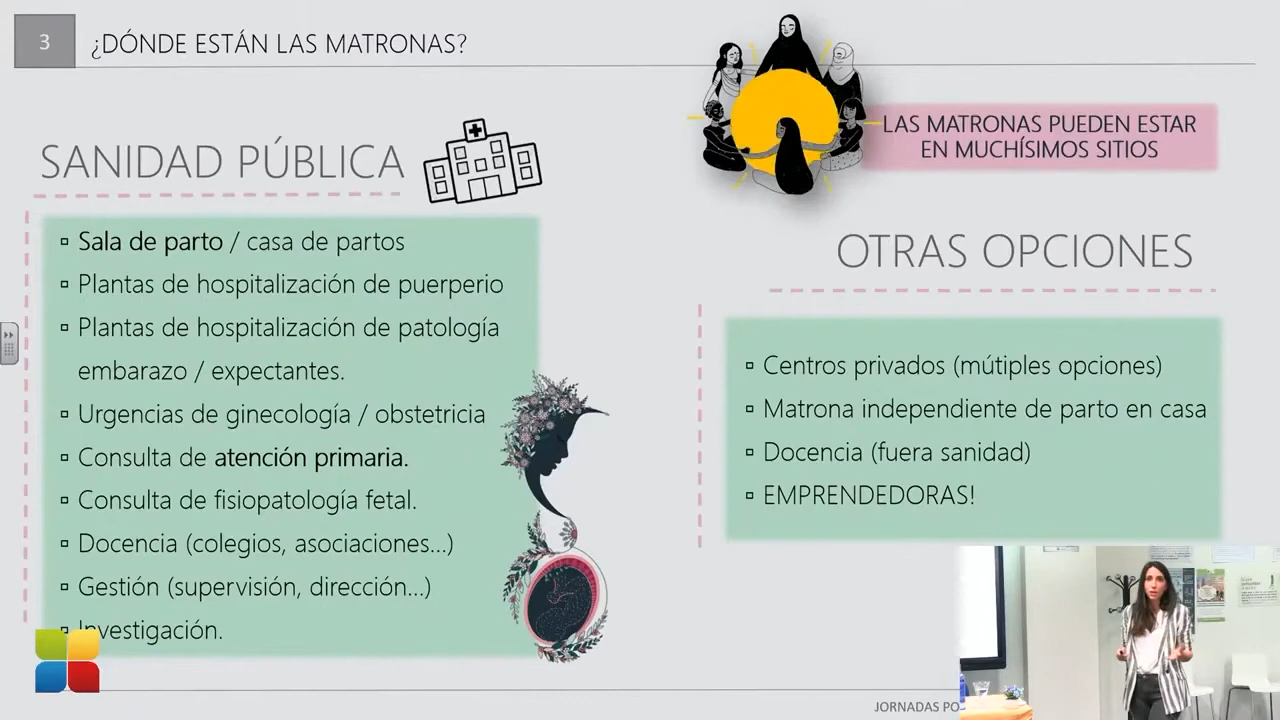 3
¿DÓNDE ESTÁN LAS MATRONAS?
LAS MATRONAS PUEDEN ESTAR
EN MUCHÍSIMOS SITIOS
SANIDAD PÚBLICA
▫ Sala de parto / casa de partos
▫ Plantas de hospitalización de puerperio
▫ Plantas de hospitalización de patología
embarazo / expectantes.
▫ Urgencias de ginecología / obstetricia
▫ Consulta de atención primaria.
▫ Consulta de fisiopatología fetal.
▫ Docencia (colegios, asociaciones...)
▫ Gestión (supervisión, dirección...)
▫ Investigación.
OTRAS OPCIONES
▫ Centros privados (mútiples opciones)
▫ Matrona independiente de parto en casa
▫ Docencia (fuera sanidad)
▫ EMPRENDEDORAS!
JORNADAS PO